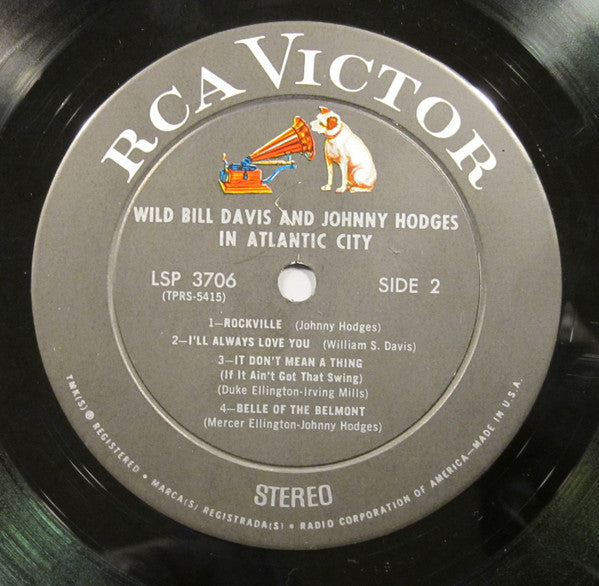 RCA VICTOR
WILD BILL DAVIS AND JOHNNY HODGES
IN ATLANTIC CITY
LSP 3706
(TPRS-5415)
SIDE 2
1—ROCKVILLE (Johnny Hodges)
2—I'LL ALWAYS LOVE YOU (William S. Davis)
3—IT DON'T MEAN A THING
(If It Ain't Got That Swing)
(Duke Ellington-Irving Mills)
4—BELLE OF THE BELMONT
(Mercer Ellington-Johnny Hodges)
STEREO
TMK(S) ® REGISTERED • MARCA(S) REGISTRADA(S) • RADIO CORPORATION OF AMERICA—MADE IN U.S.A.